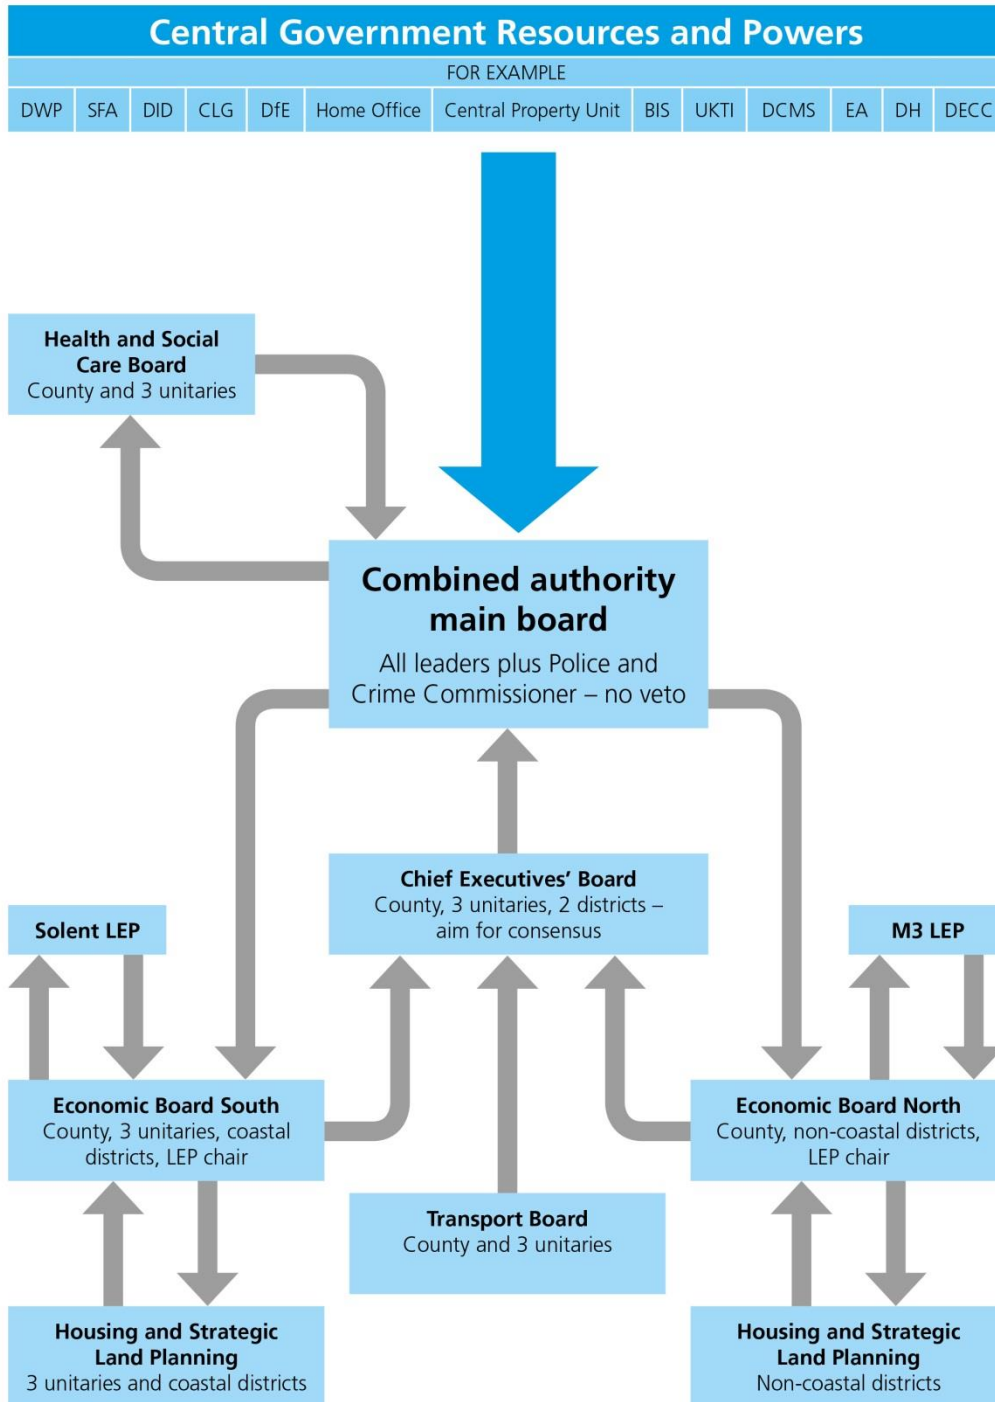 Central Government Resources and Powers
FOR EXAMPLE
DWP SFA DID CLG DfE Home Office Central Property Unit BIS UKTI DCMS EA DH DECC
Health and Social
Care Board
County and 3 unitaries
Combined authority
main board
All leaders plus Police and
Crime Commissioner – no veto
Chief Executives’ Board
County, 3 unitaries, 2 districts –
aim for consensus
Solent LEP
M3 LEP
Economic Board South
County, 3 unitaries, coastal
districts, LEP chair
Economic Board North
County, non-coastal districts,
LEP chair
Transport Board
County and 3 unitaries
Housing and Strategic
Land Planning
3 unitaries and coastal districts
Housing and Strategic
Land Planning
Non-coastal districts